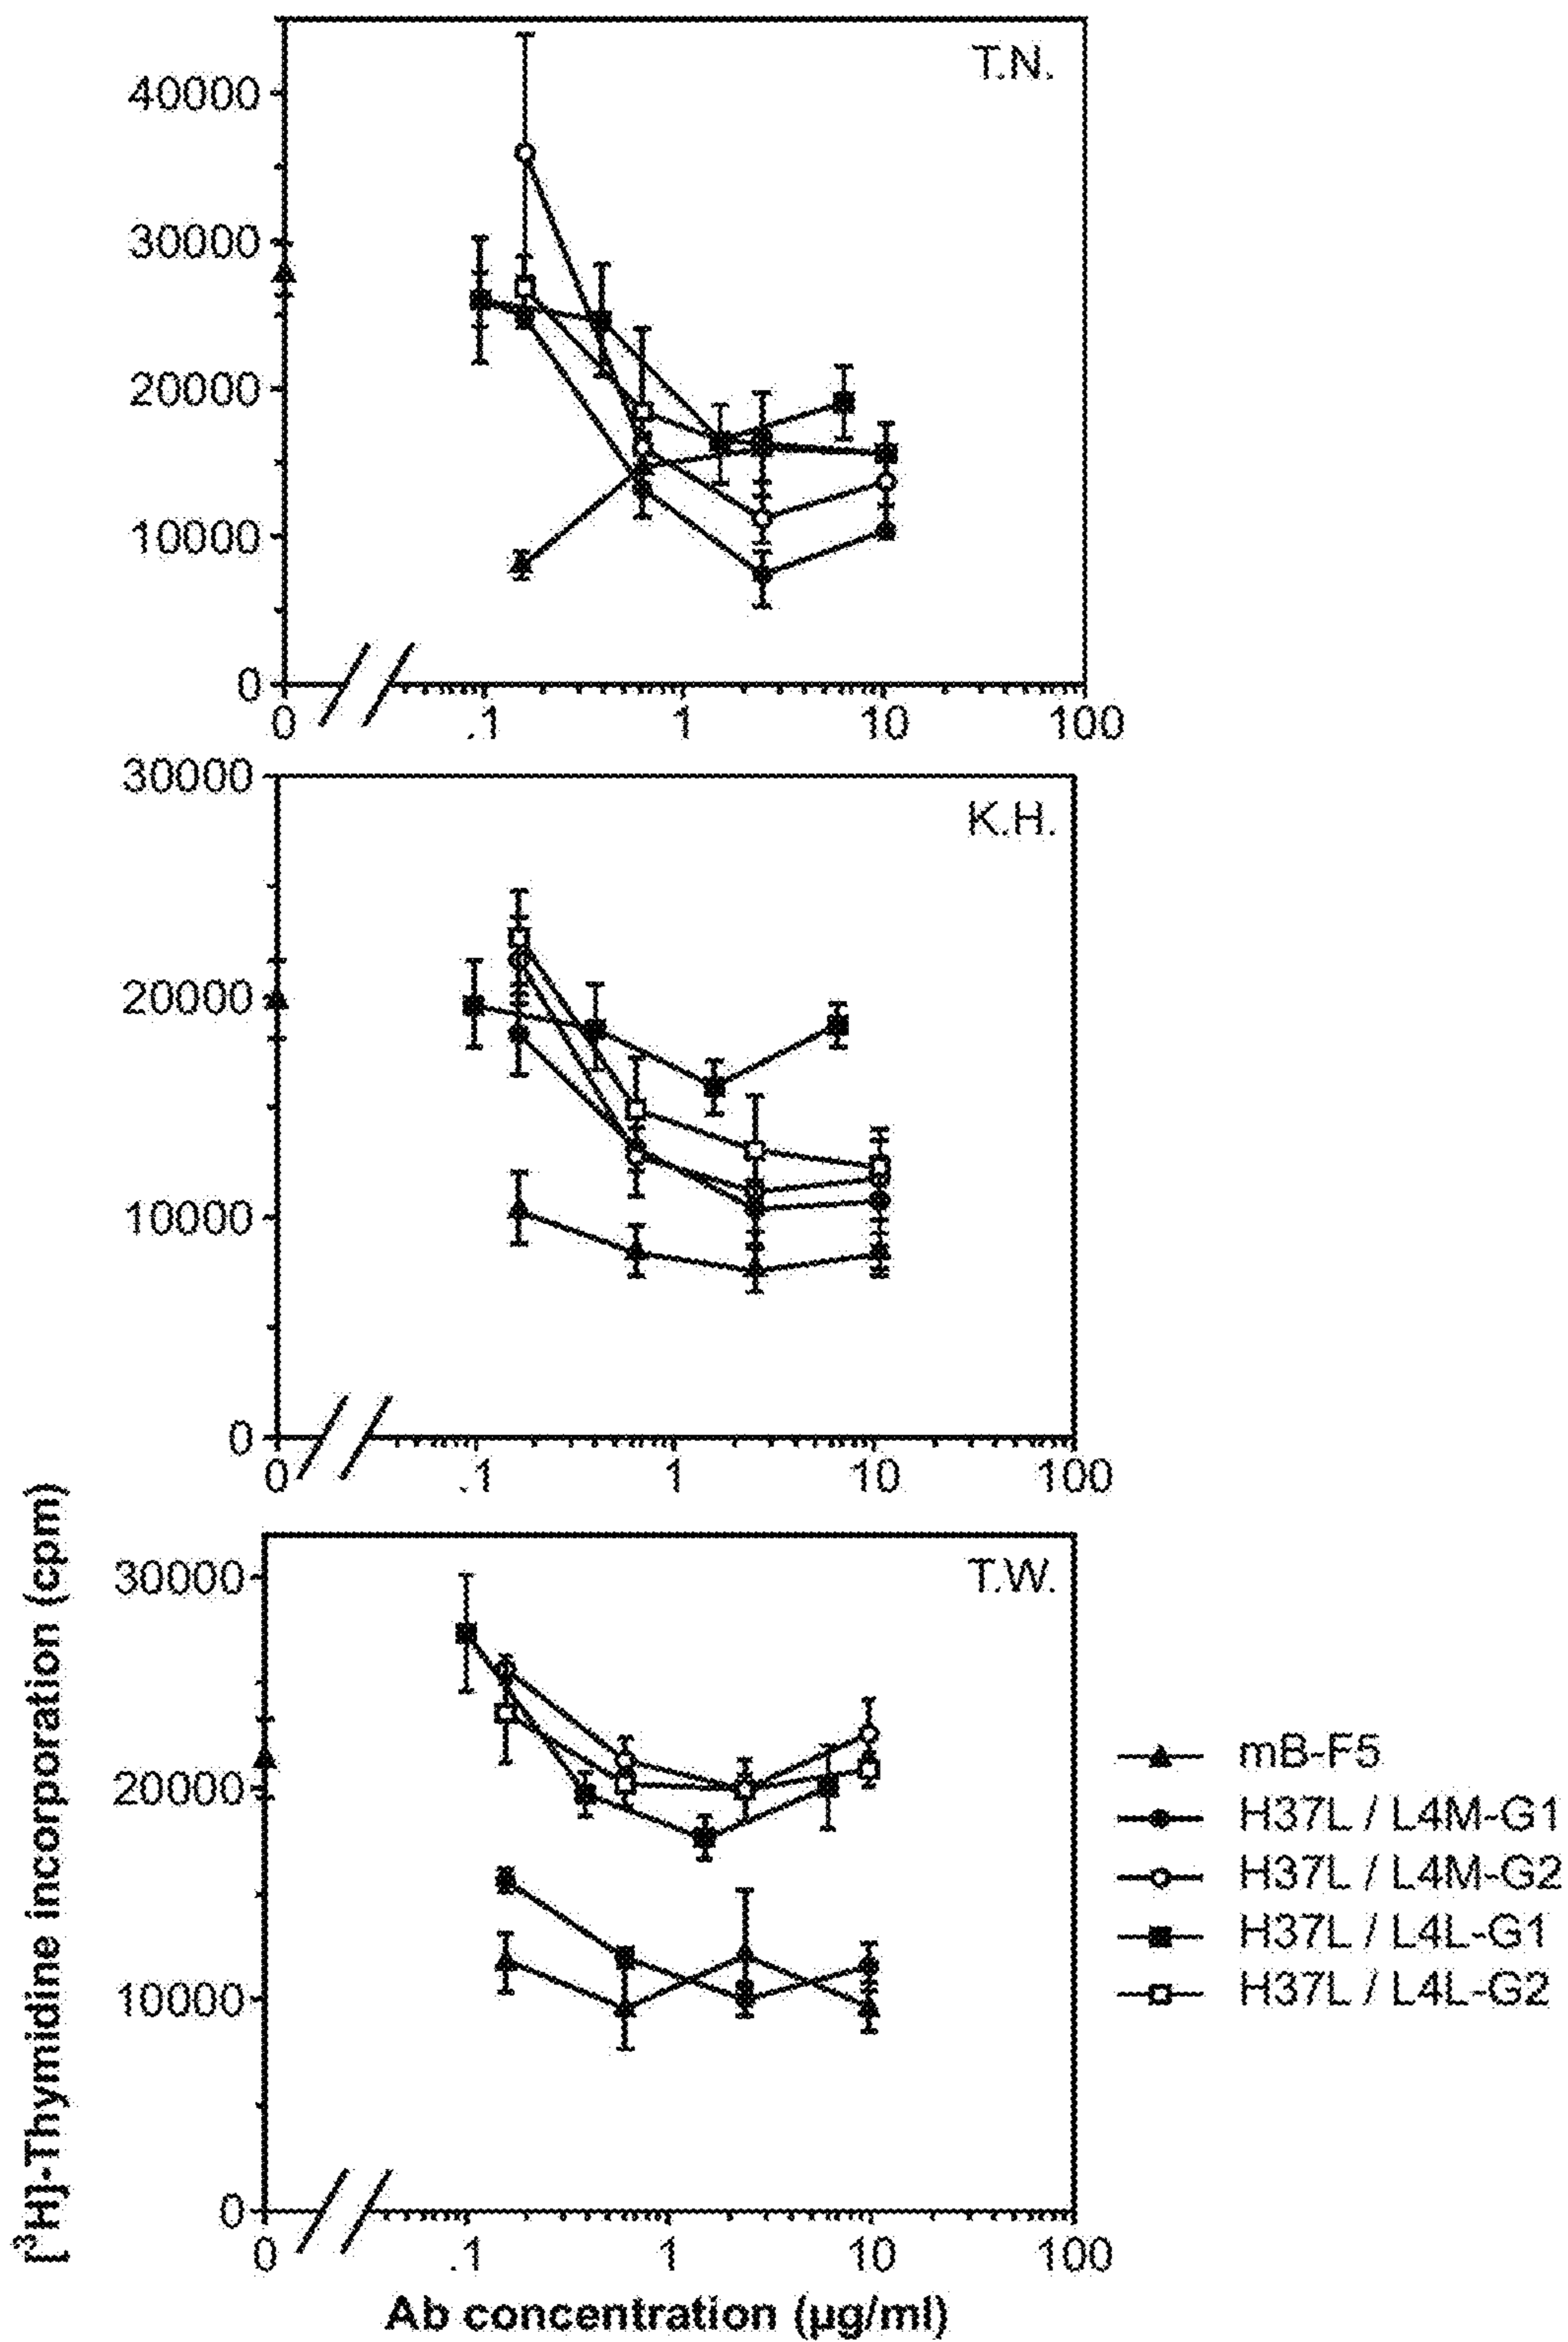 T.N.
40000
30000
20000
10000
0
0 .1 1 10 100
30000
K.H.
20000
10000
0
0 .1 1 10 100
T.W.
30000
20000
10000
0
0 .1 1 10 100
[³H]-Thymidine incorporation (cpm)
Ab concentration (µg/ml)
mB-F5
H37L / L4M-G1
H37L / L4M-G2
H37L / L4L-G1
H37L / L4L-G2